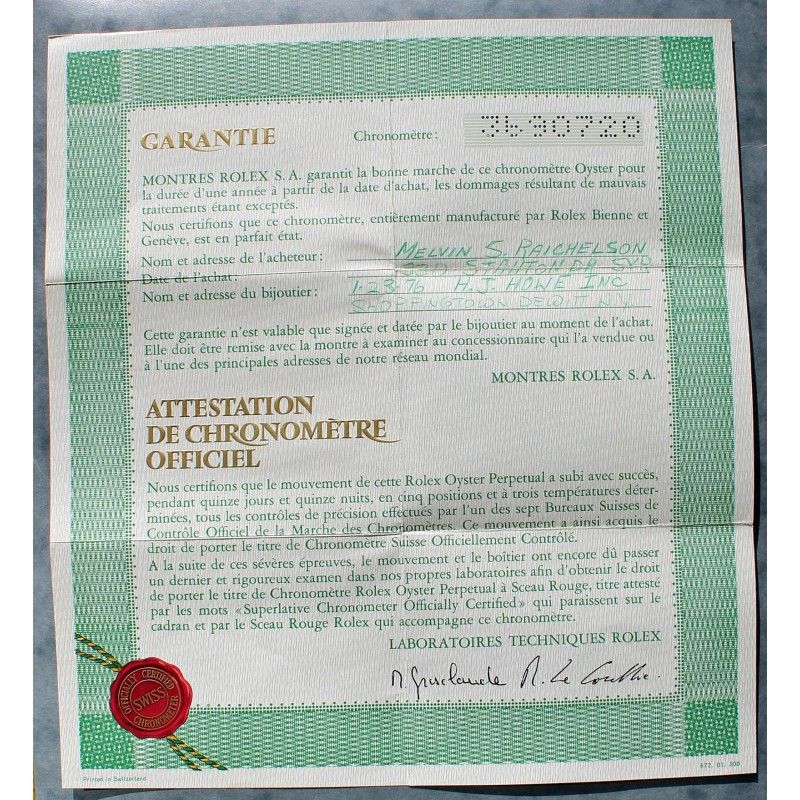 GARANTIE
Chronomètre: 3690720
MONTRES ROLEX S.A. garantit la bonne marche de ce chronomètre Oyster pour
la durée d'une année à partir de la date d'achat, les dommages résultant de mauvais
traitements étant exceptés.
Nous certifions que ce chronomètre, entièrement manufacturé par Rolex Bienne et
Genève, est en parfait état.
Nom et adresse de l'acheteur: MELVIN S. RAICHELSON
Date de l'achat: DR SYR
Nom et adresse du bijoutier: 1-23-76 H. J. HOWE INC
SHOPPINGTOWN DEWITT N.Y.
Cette garantie n'est valable que signée et datée par le bijoutier au moment de l'achat.
Elle doit être remise avec la montre à examiner au concessionnaire qui l'a vendue ou
à l'une des principales adresses de notre réseau mondial.
MONTRES ROLEX S.A.
ATTESTATION
DE CHRONOMÈTRE
OFFICIEL
Nous certifions que le mouvement de cette Rolex Oyster Perpetual a subi avec succès,
pendant quinze jours et quinze nuits, en cinq positions et à trois températures déter-
minées, tous les contrôles de précision effectués par l'un des sept Bureaux Suisses de
Contrôle Officiel de la Marche des Chronomètres. Ce mouvement a ainsi acquis le
droit de porter le titre de Chronomètre Suisse Officiellement Contrôlé.
A la suite de ces sévères épreuves, le mouvement et le boîtier ont encore dû passer
un dernier et rigoureux examen dans nos propres laboratoires afin d'obtenir le droit
de porter le titre de Chronomètre Rolex Oyster Perpetual à Sceau Rouge, titre attesté
par les mots «Superlative Chronometer Officially Certified» qui paraissent sur le
cadran et par le Sceau Rouge Rolex qui accompagne ce chronomètre.
LABORATOIRES TECHNIQUES ROLEX
OFFICIALLY CERTIFIED
SWISS
CHRONOMETER
Printed in Switzerland
572.01.300